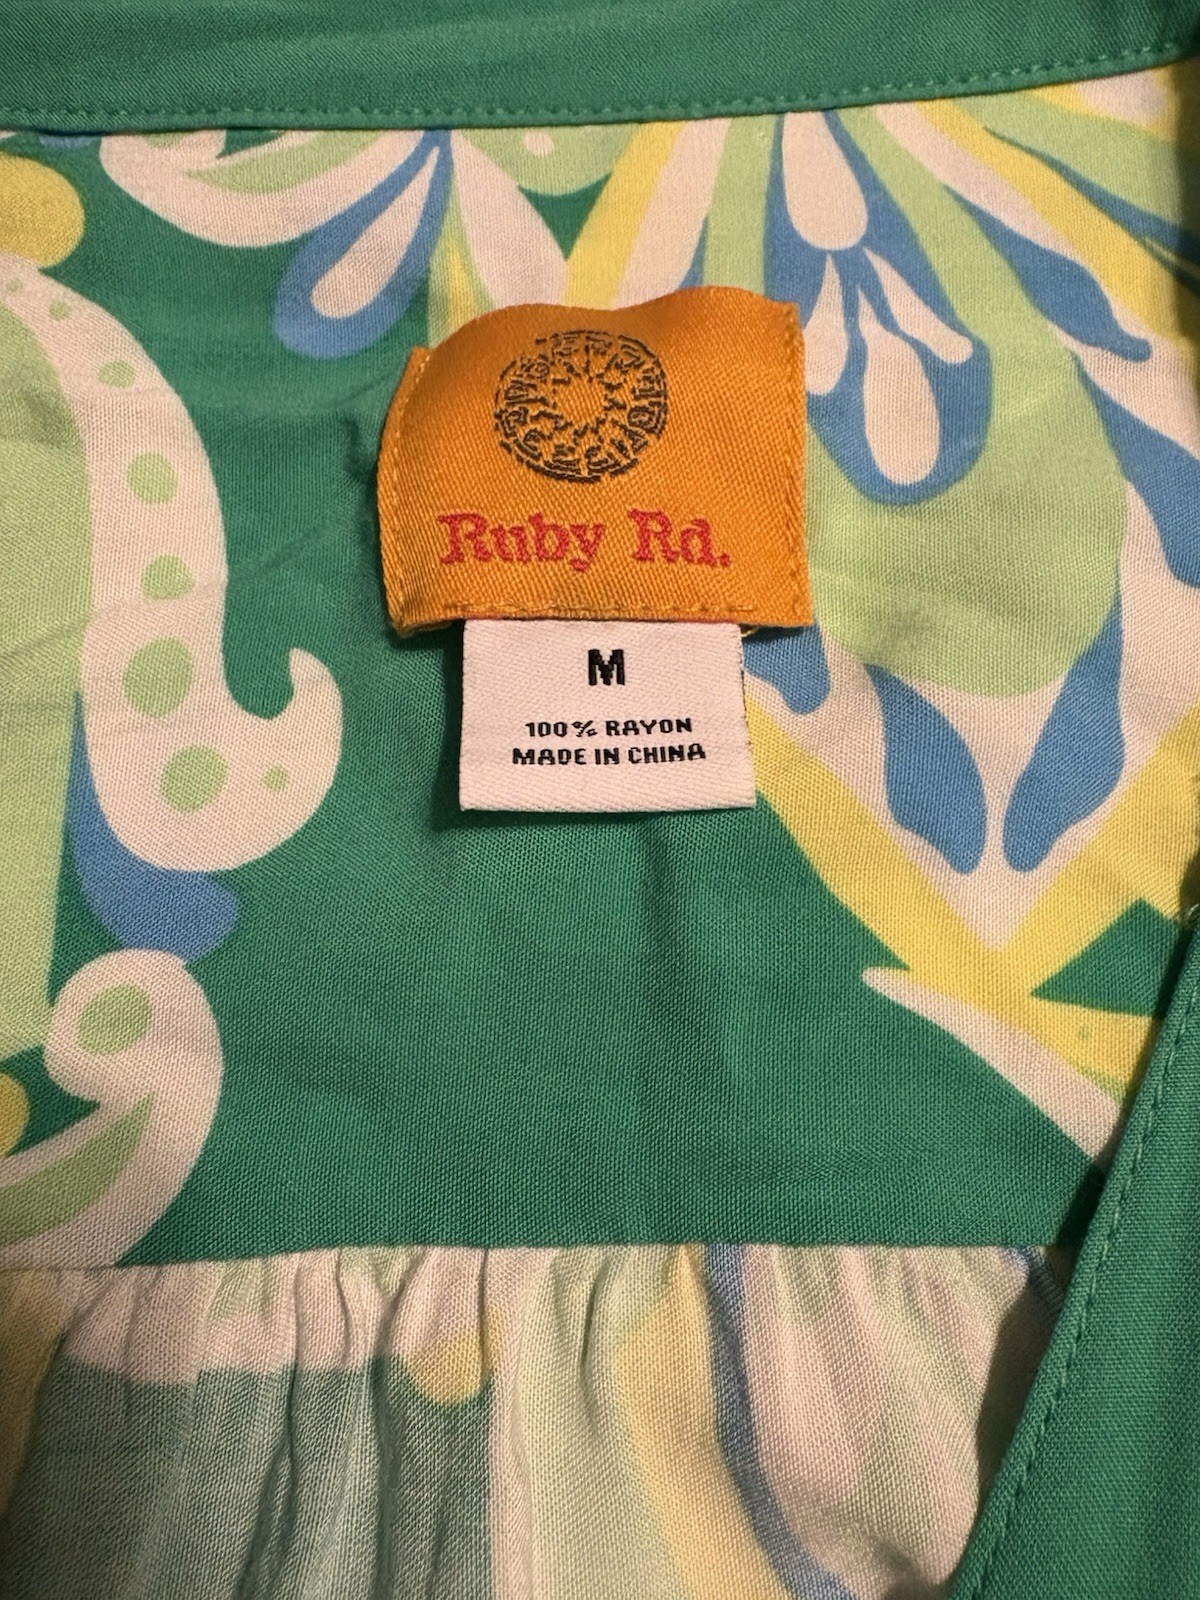 Ruby Rd.
M
100% RAYON
MADE IN CHINA